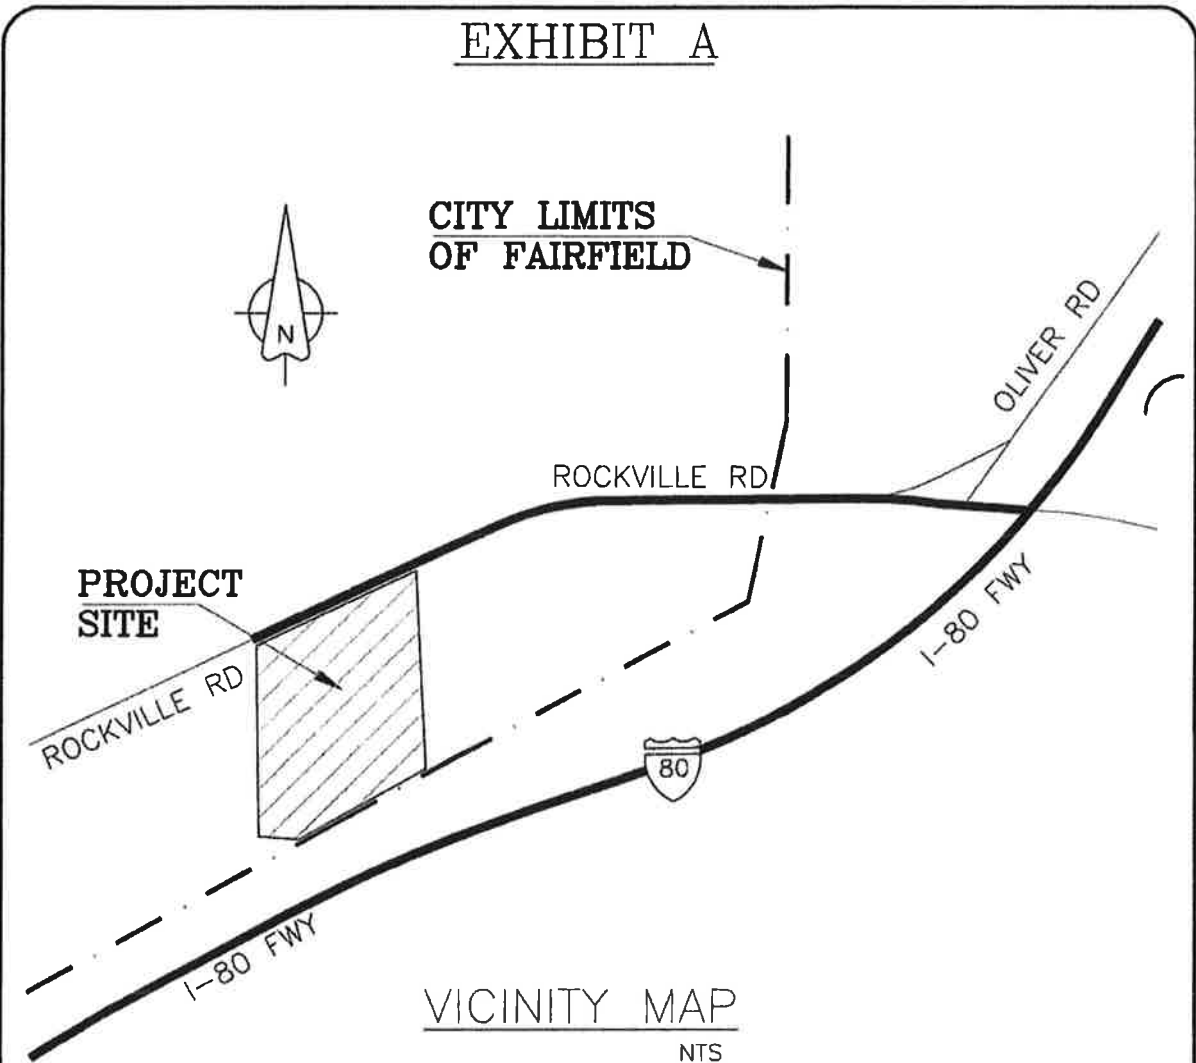 EXHIBIT A
CITY LIMITS
OF FAIRFIELD
N
OLIVER RD
ROCKVILLE RD
PROJECT
SITE
I-80 FWY
ROCKVILLE RD
80
I-80 FWY
VICINITY MAP
NTS